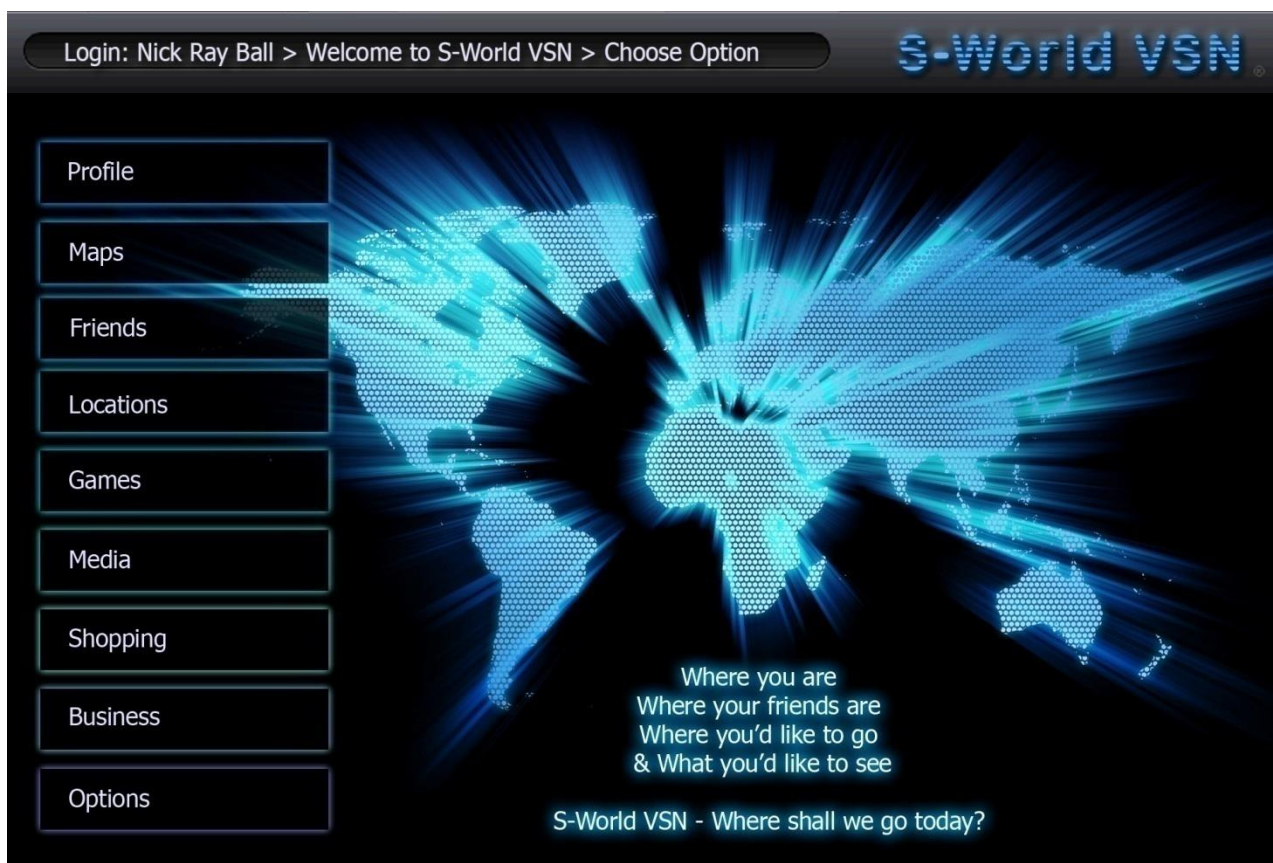 Login: Nick Ray Ball > Welcome to S-World VSN > Choose Option
S-World VSN ®
Profile
Maps
Friends
Locations
Games
Media
Shopping
Business
Options
Where you are
Where your friends are
Where you’d like to go
& What you’d like to see
S-World VSN - Where shall we go today?